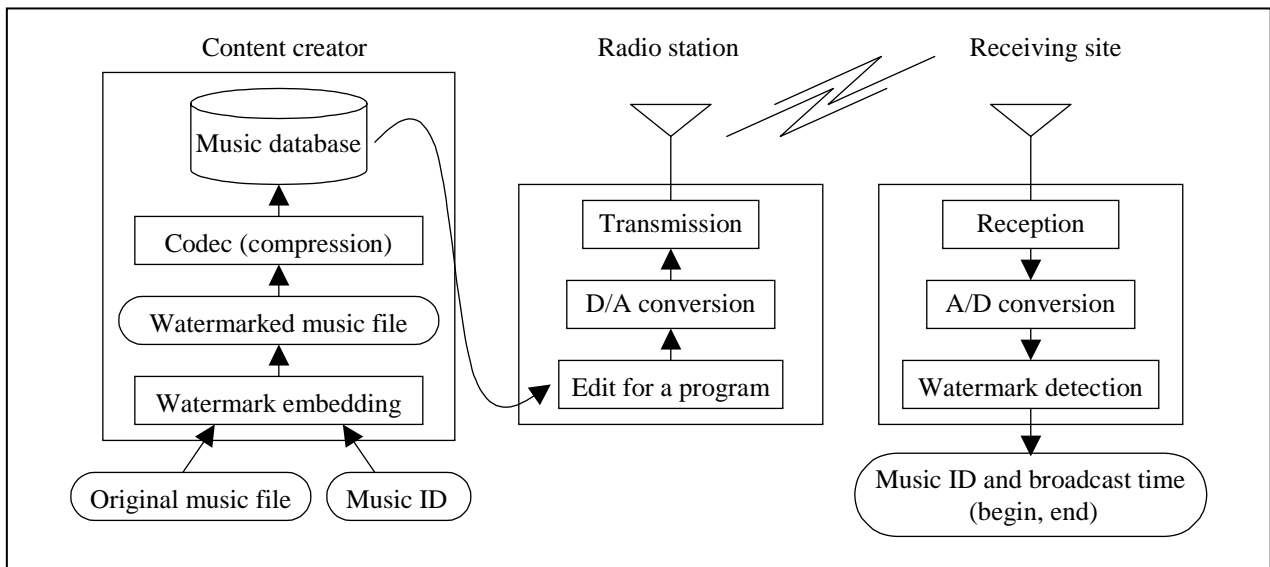 Content creator
Music database
Codec (compression)
Watermarked music file
Watermark embedding
Original music file
Music ID
Radio station
Transmission
D/A conversion
Edit for a program
Receiving site
Reception
A/D conversion
Watermark detection
Music ID and broadcast time
(begin, end)